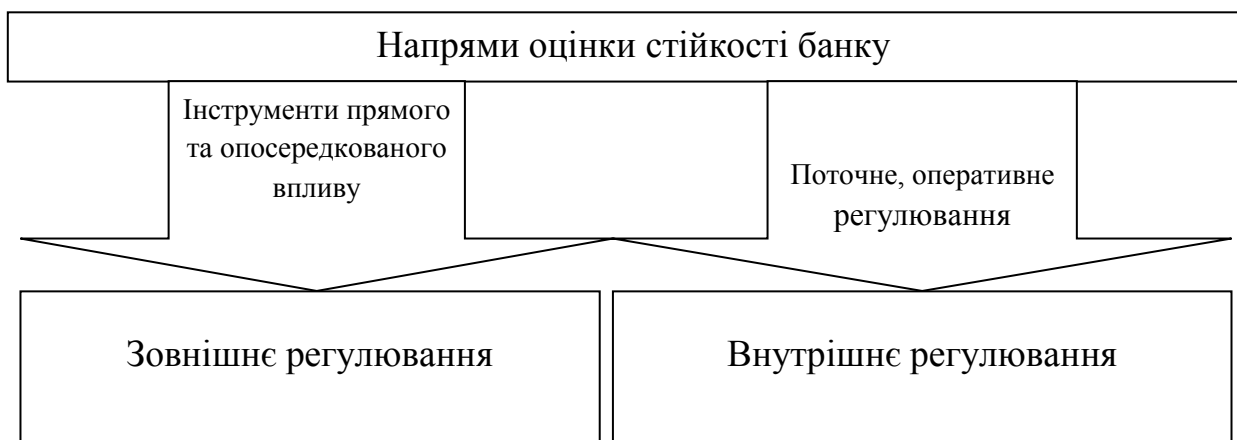 Напрями оцінки стійкості банку
Інструменти прямого
та опосередкованого
впливу
Поточне, оперативне
регулювання
Зовнішнє регулювання
Внутрішнє регулювання